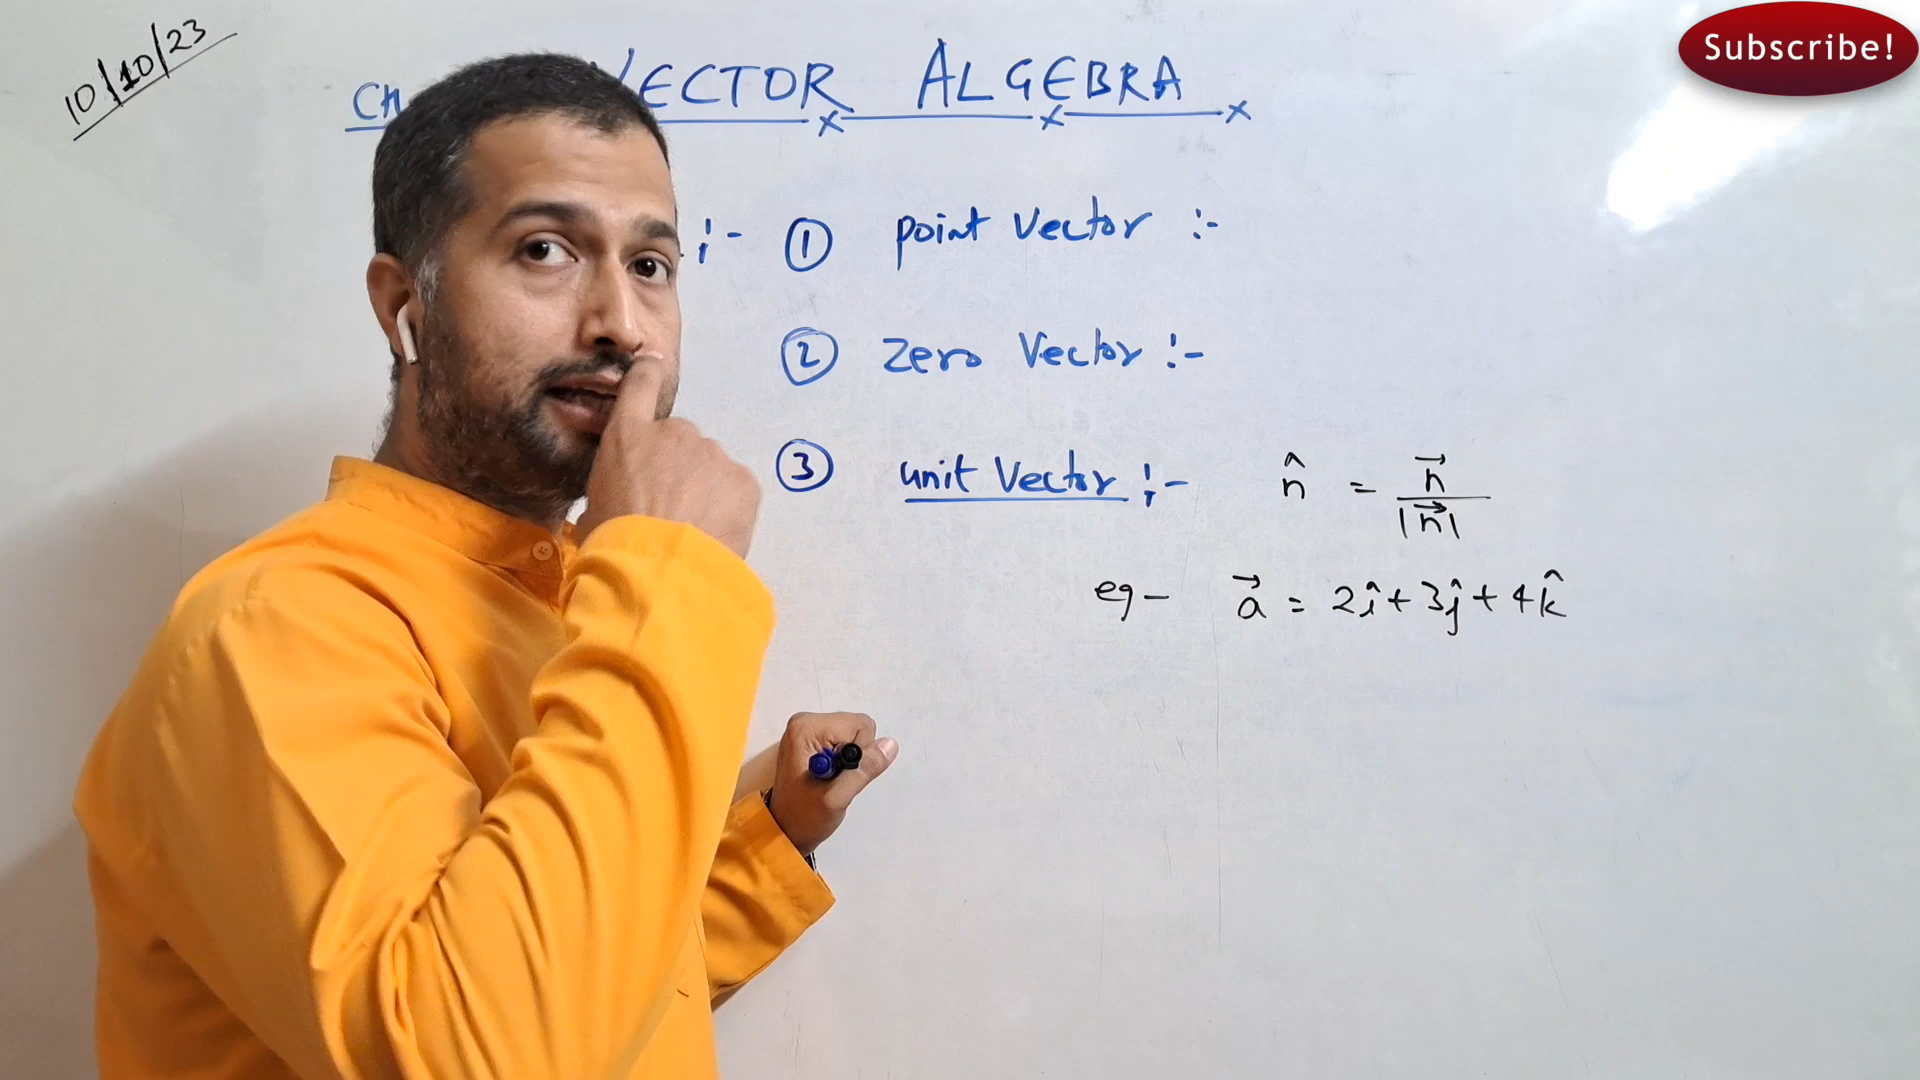 10/10/23
Subscribe!
CH VECTOR ALGEBRA
:- ① point Vector :-
② Zero Vector :-
③ unit Vector :- n̂ = n⃗ / |n⃗|
eg - a⃗ = 2î + 3ĵ + 4k̂